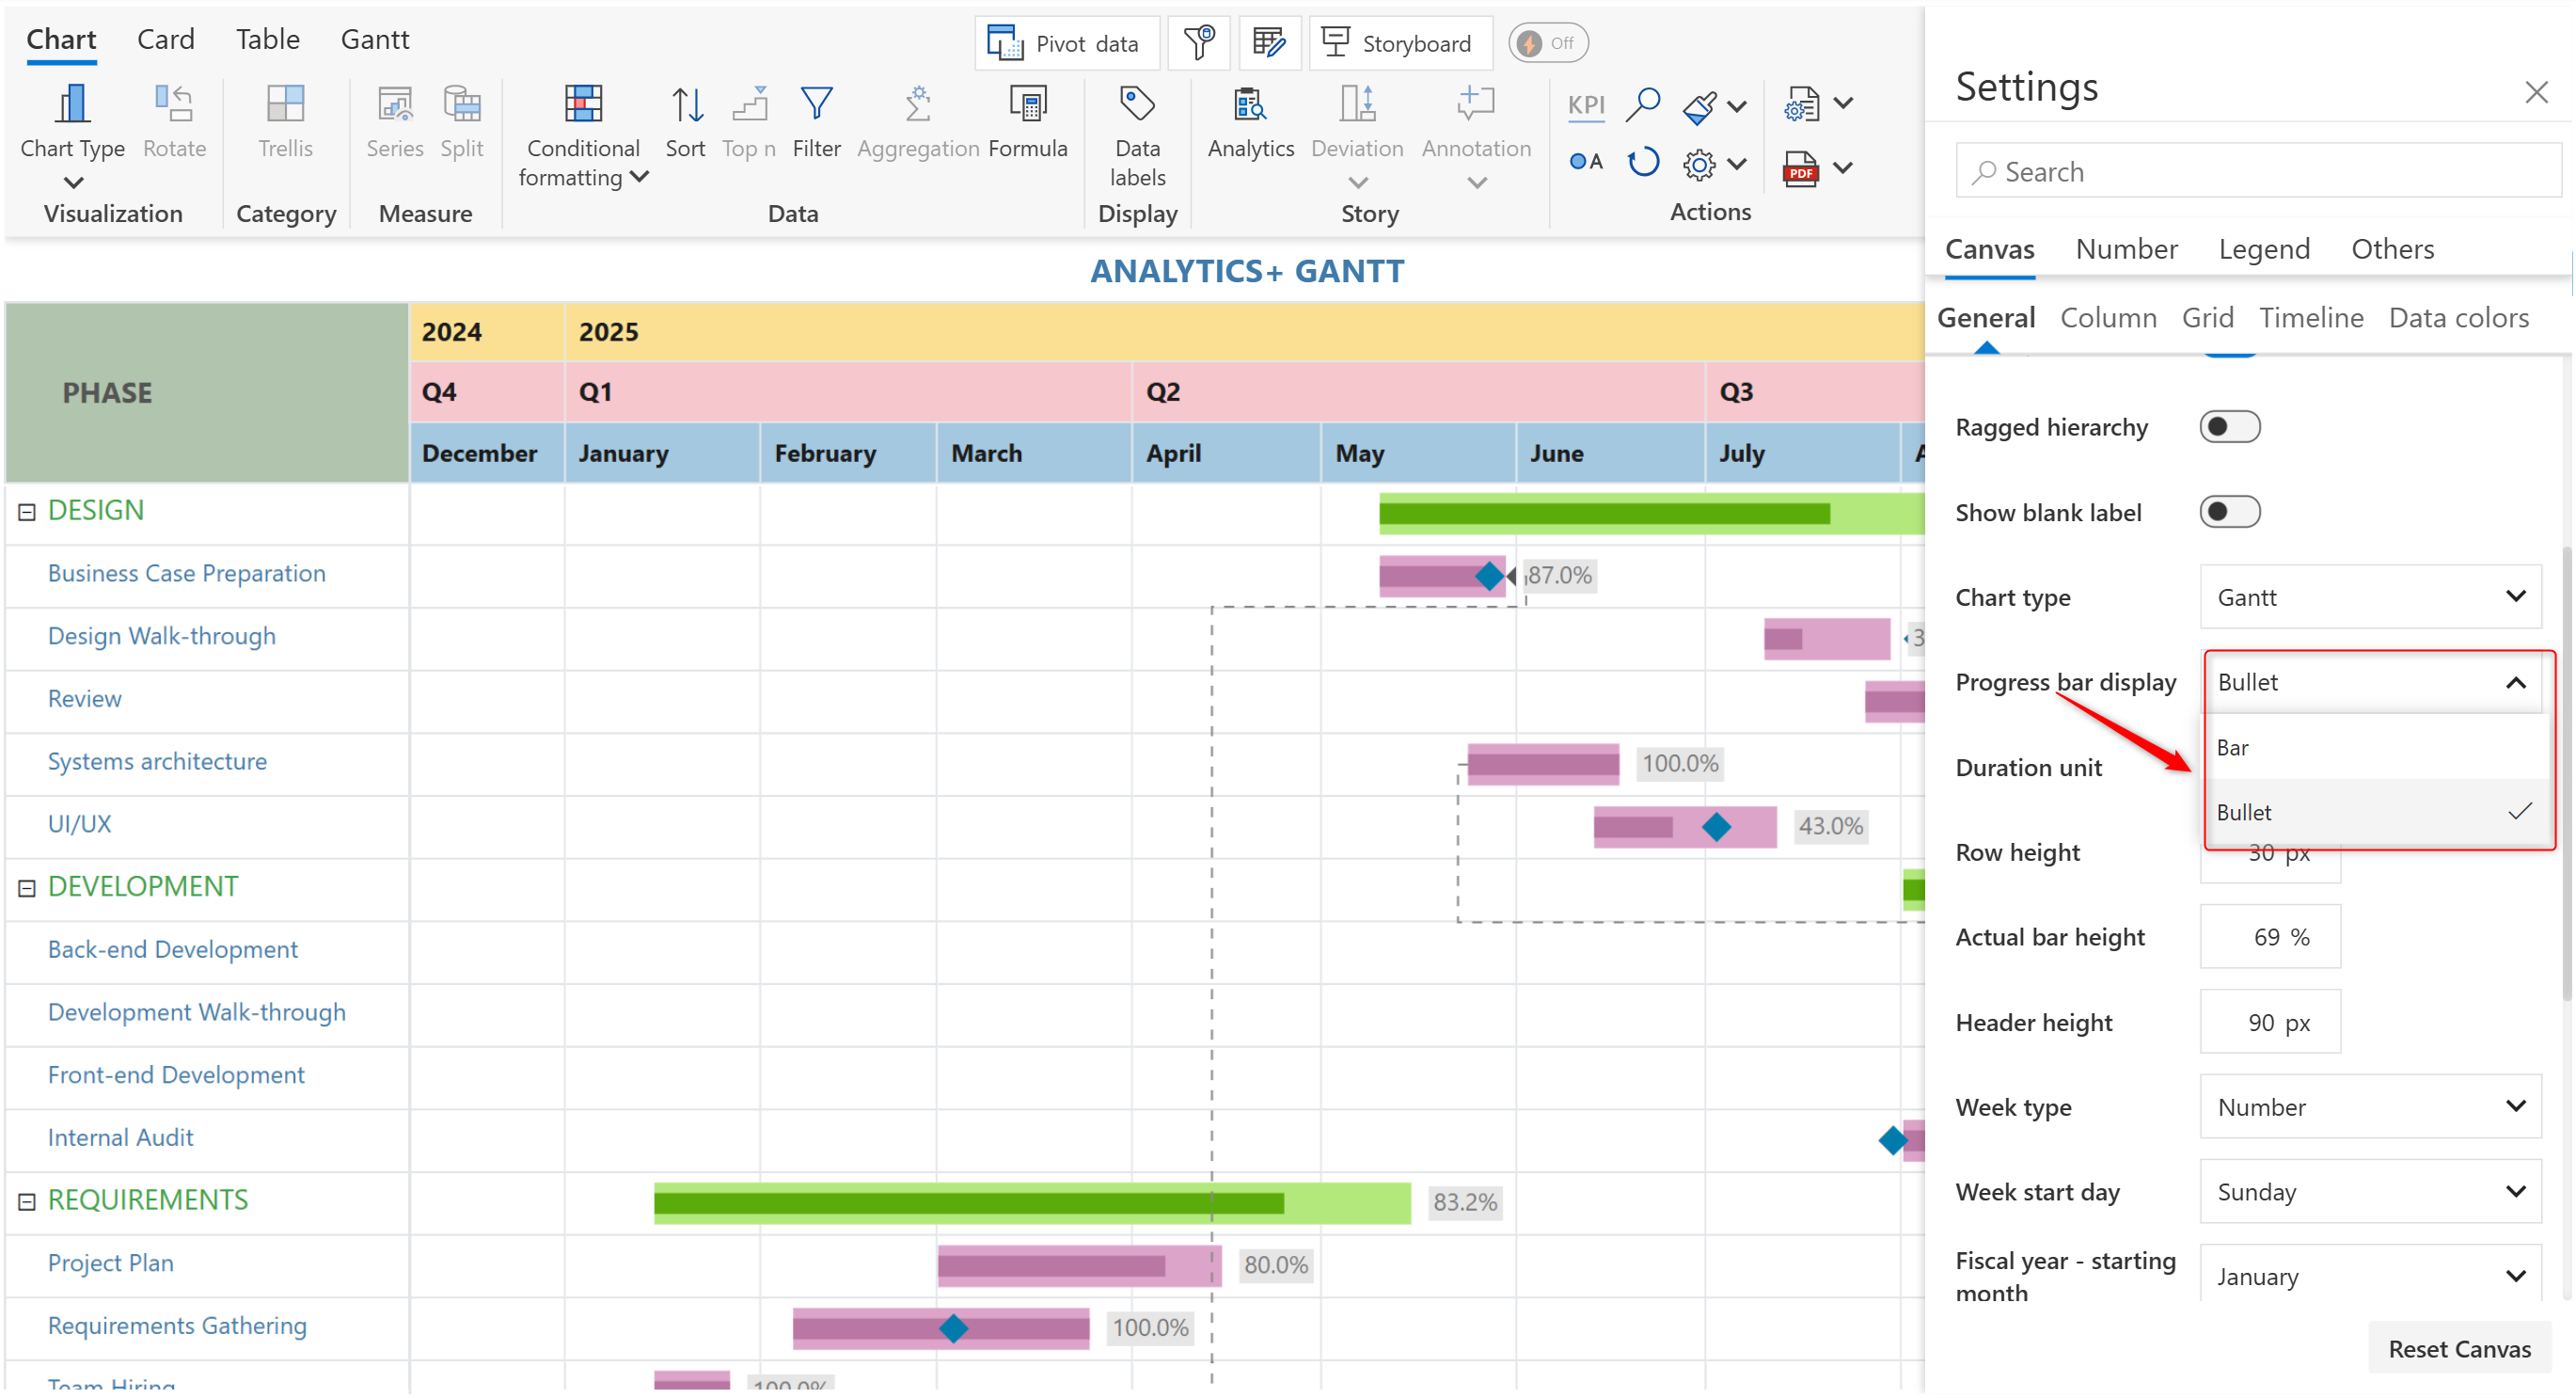 Chart Card Table Gantt
Pivot data
Storyboard
Off
Chart Type
Rotate
Visualization
Trellis
Category
Series
Split
Measure
Conditional
formatting
Sort
Top n
Filter
Aggregation
Formula
Data
Data
labels
Display
Analytics
Deviation
Annotation
Story
KPI
A
PDF
Actions
ANALYTICS+ GANTT
PHASE
2024 2025
Q4 Q1 Q2 Q3
December January February March April May June July A
DESIGN
Business Case Preparation
87.0%
Design Walk-through
3
Review
Systems architecture
100.0%
UI/UX
43.0%
DEVELOPMENT
Back-end Development
Development Walk-through
Front-end Development
Internal Audit
REQUIREMENTS
83.2%
Project Plan
80.0%
Requirements Gathering
100.0%
Team Hiring
100.0%
Settings
Search
Canvas Number Legend Others
General Column Grid Timeline Data colors
Ragged hierarchy
Show blank label
Chart type
Gantt
Progress bar display
Bullet
Bar
Bullet
Duration unit
Row height
30 px
Actual bar height
69 %
Header height
90 px
Week type
Number
Week start day
Sunday
Fiscal year - starting
month
January
Reset Canvas